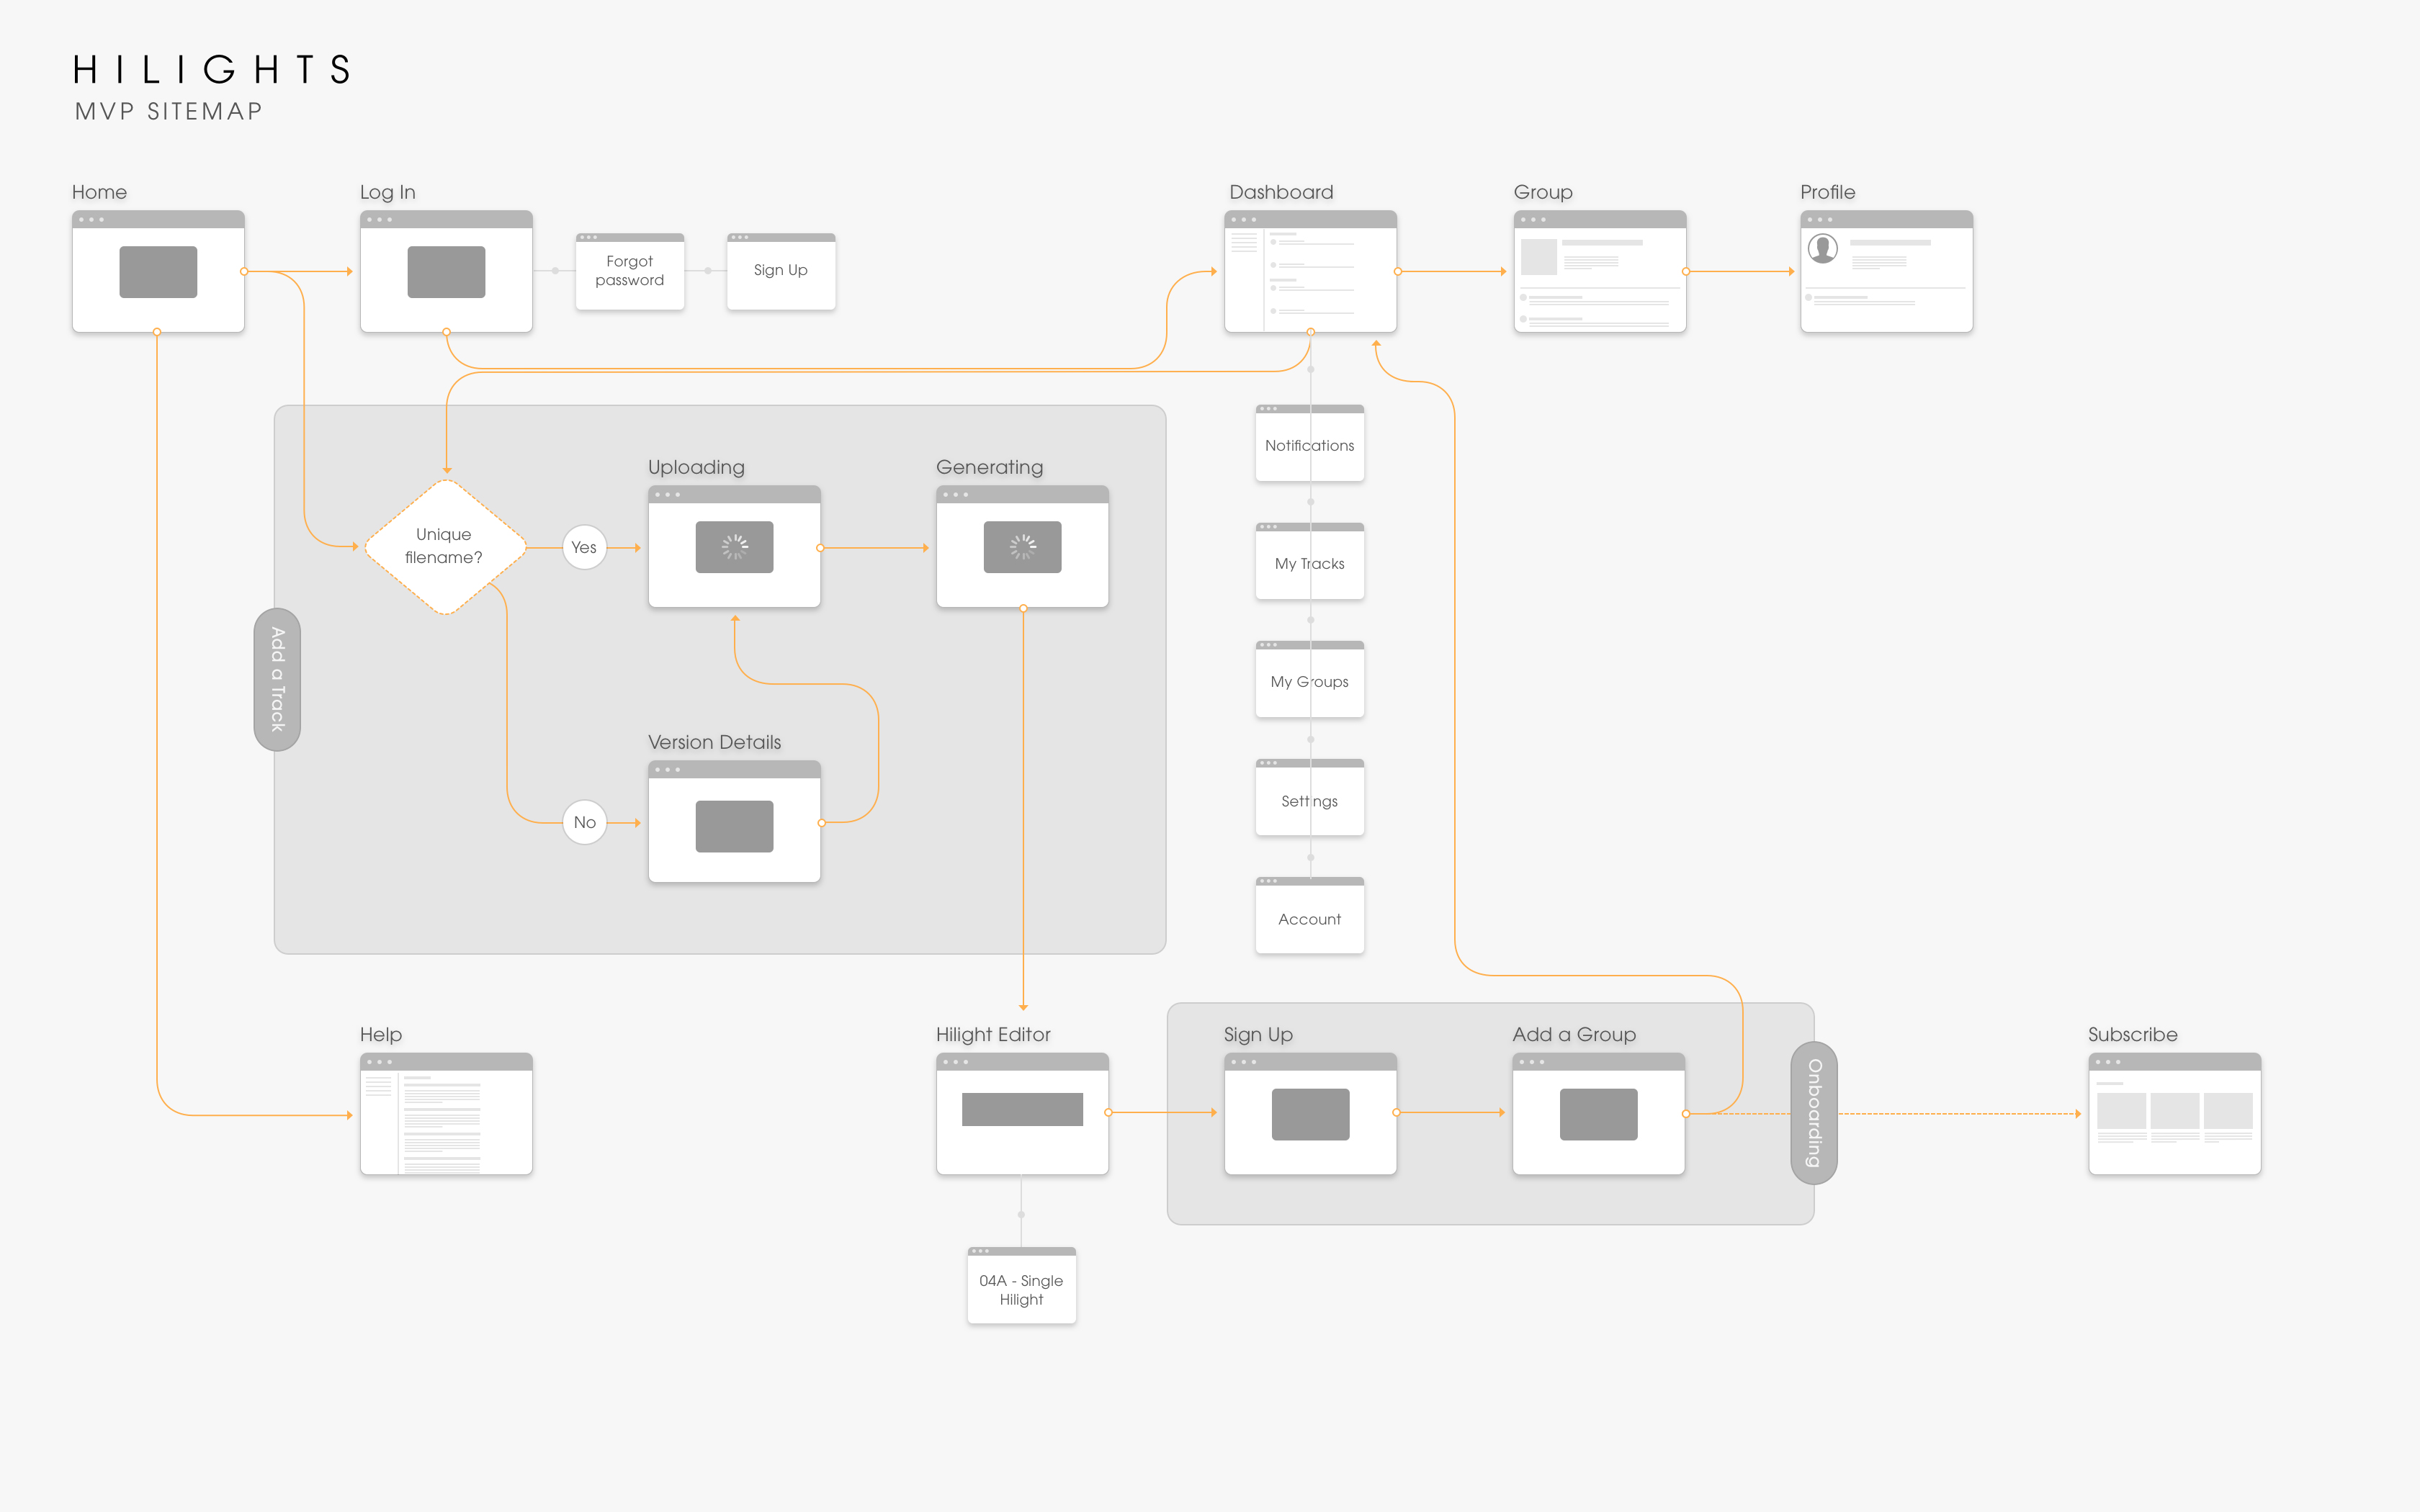 HILIGHTS
MVP SITEMAP
Home
Log In
Forgot
password
Sign Up
Dashboard
Group
Profile
Notifications
My Tracks
My Groups
Settings
Account
Add a Track
Unique
filename?
Yes
Uploading
Generating
No
Version Details
Help
Hilight Editor
04A - Single
Hilight
Sign Up
Add a Group
Onboarding
Subscribe